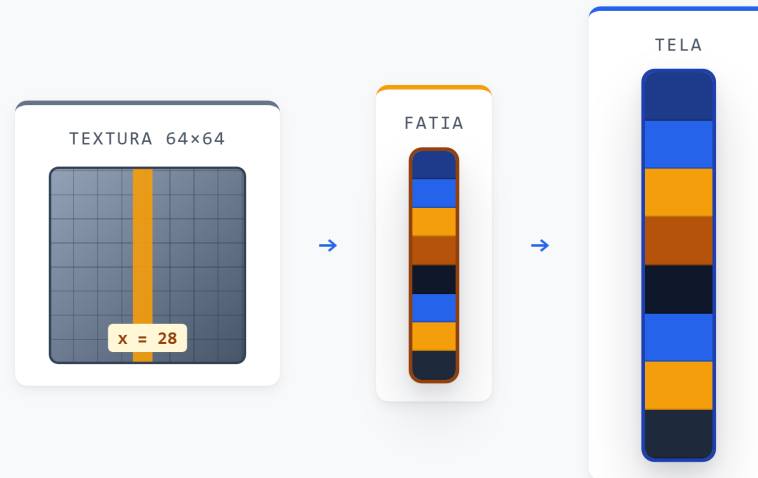 TEXTURA 64×64
x = 28
FATIA
TELA